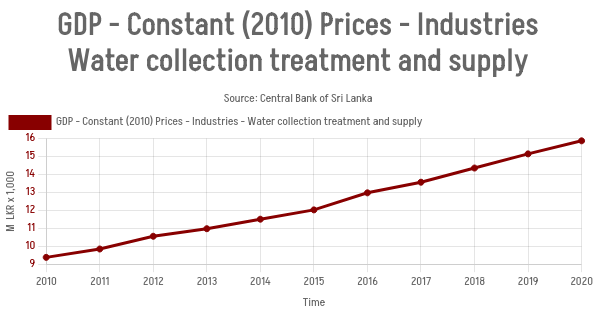 GDP - Constant (2010) Prices - Industries
Water collection treatment and supply
Source: Central Bank of Sri Lanka
GDP - Constant (2010) Prices - Industries - Water collection treatment and supply
M LKR x 1,000
16
15
14
13
12
11
10
9
2010 2011 2012 2013 2014 2015 2016 2017 2018 2019 2020
Time